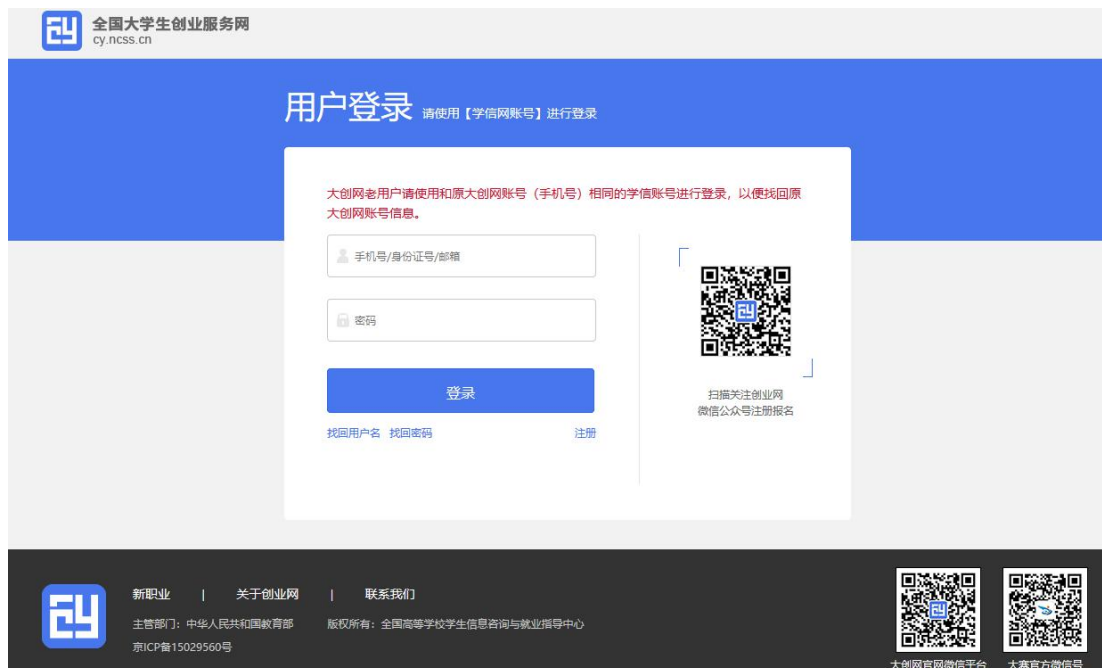 全国大学生创业服务网
cy.ncss.cn
用户登录 请使用【学信网账号】进行登录
大创网老用户请使用和原大创网账号（手机号）相同的学信账号进行登录，以便找回原
大创网账号信息。
手机号/身份证号/邮箱
密码
登录
找回用户名 找回密码 注册
扫描关注创业网
微信公众号注册报名
新职业 | 关于创业网 | 联系我们
主管部门：中华人民共和国教育部 版权所有：全国高等学校学生信息咨询与就业指导中心
京ICP备15029560号
大创网官网微信平台 大赛官方微信号